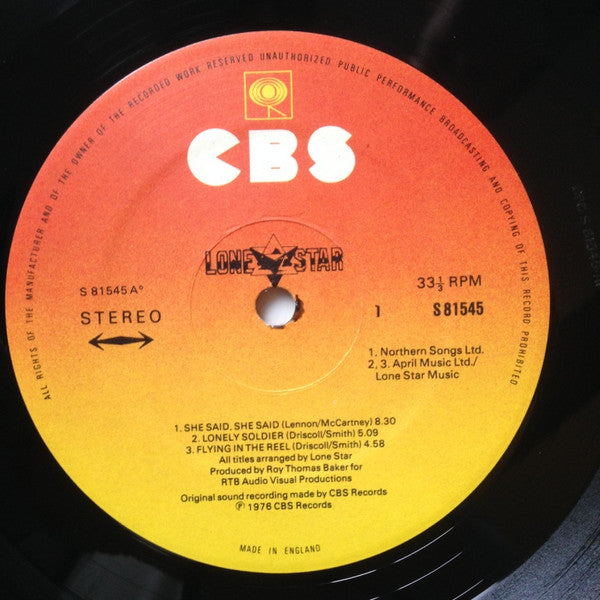 ALL RIGHTS OF THE MANUFACTURER AND OF THE OWNER OF THE RECORDED WORK RESERVED UNAUTHORIZED PUBLIC PERFORMANCE BROADCASTING AND COPYING OF THIS RECORD PROHIBITED
CBS
LONE STAR
S 81545 A°
STEREO
33⅓ RPM
1 S 81545
1. Northern Songs Ltd.
2, 3. April Music Ltd./
Lone Star Music
1. SHE SAID, SHE SAID (Lennon/McCartney) 8.30
2. LONELY SOLDIER (Driscoll/Smith) 5.09
3. FLYING IN THE REEL (Driscoll/Smith) 4.58
All titles arranged by Lone Star
Produced by Roy Thomas Baker for
RTB Audio Visual Productions
Original sound recording made by CBS Records
℗ 1976 CBS Records
MADE IN ENGLAND